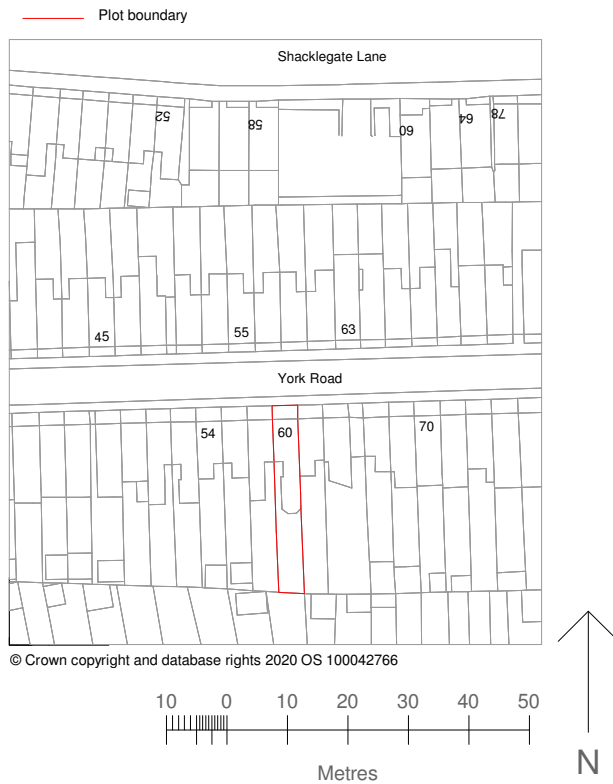 Plot boundary
Shacklegate Lane
52
58
60
64
78
45
55
63
York Road
54
60
70
© Crown copyright and database rights 2020 OS 100042766
10 0 10 20 30 40 50
Metres
N